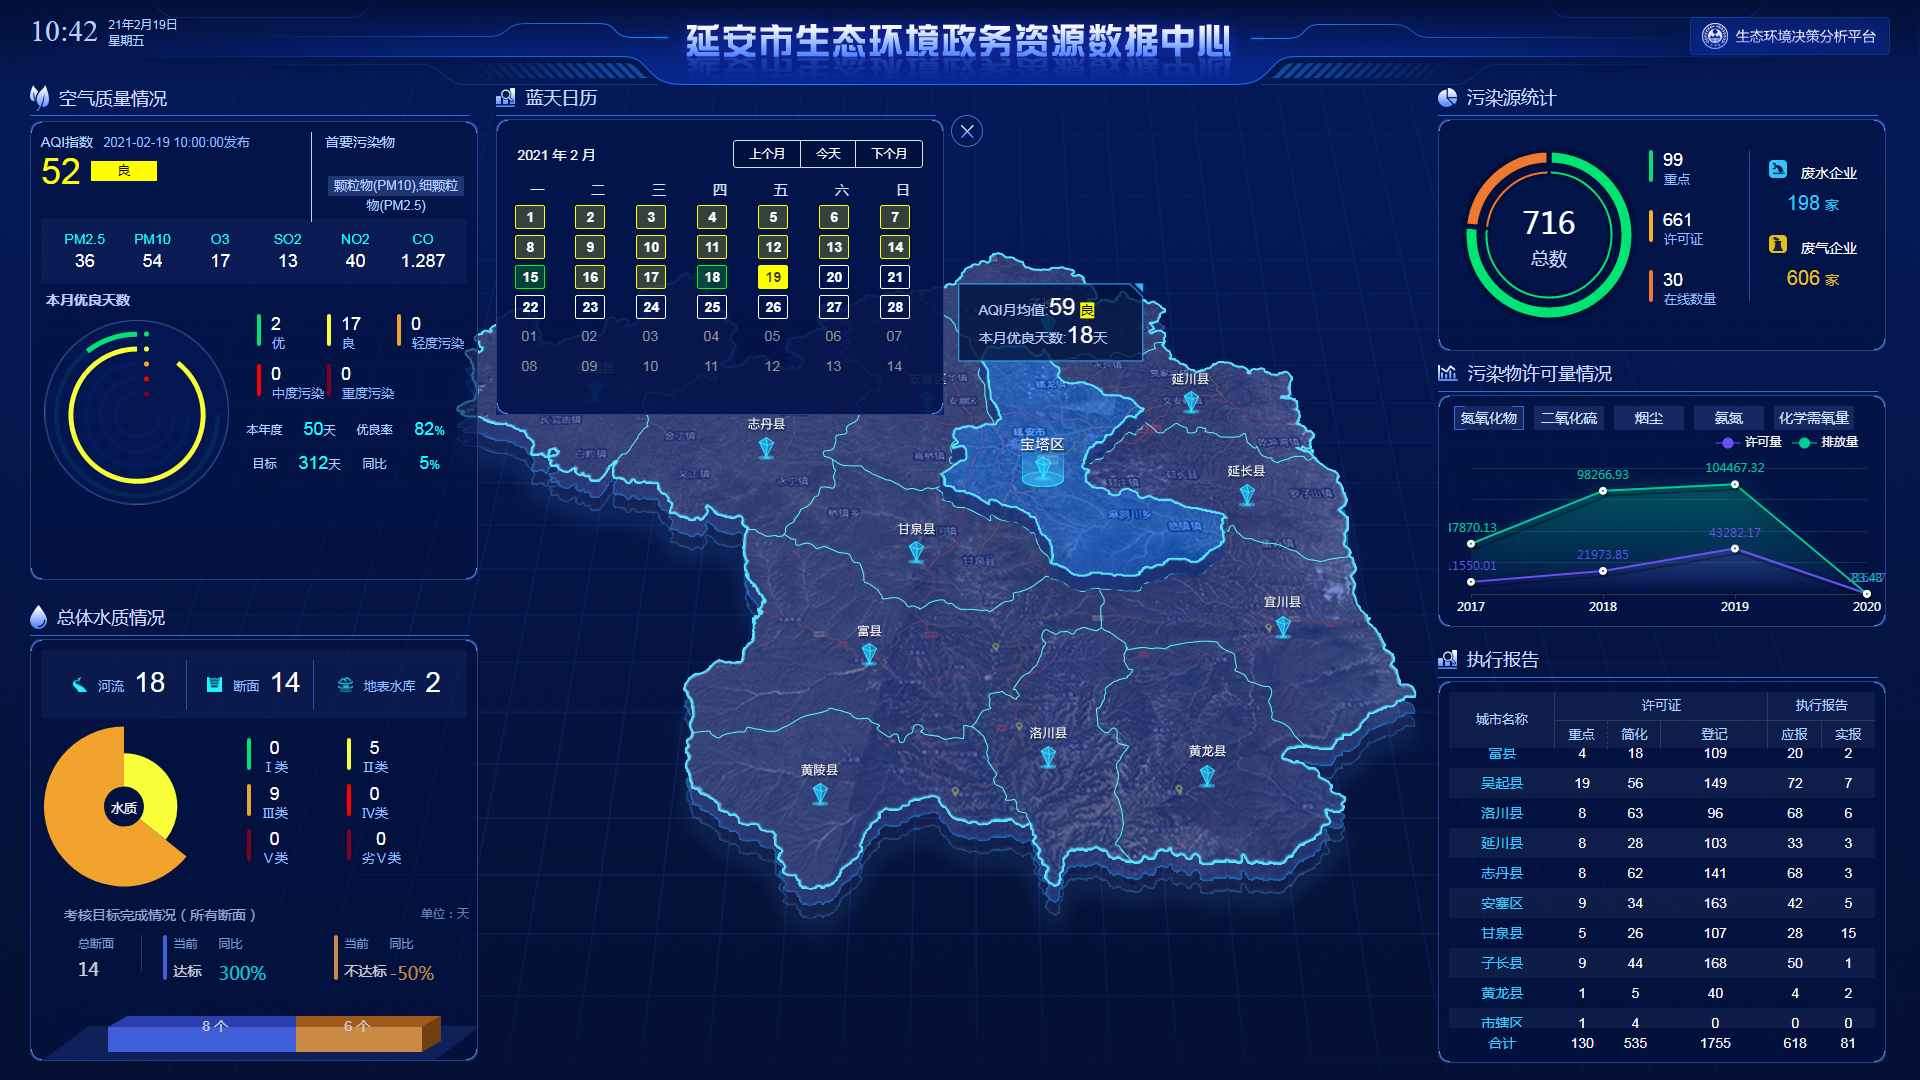 10:42
21年2月19日
星期五
延安市生态环境政务资源数据中心
生态环境决策分析平台
空气质量情况
AQI指数 2021-02-19 10:00:00发布
52 良
首要污染物
颗粒物(PM10),细颗粒
物(PM2.5)
PM2.5 PM10 O3 SO2 NO2 CO
36 54 17 13 40 1.287
本月优良天数
2 17 0
优 良 轻度污染
0 0
中度污染 重度污染
本年度 50天 优良率 82%
目标 312天 同比 5%
总体水质情况
河流 18 断面 14 地表水库 2
水质
0 5
I 类 II类
9 0
III类 IV类
0 0
V类 劣V类
考核目标完成情况（所有断面） 单位：天
总断面 当前 同比 当前 同比
14 达标 300% 不达标 -50%
8 个 6 个
蓝天日历
2021 年 2 月 上个月 今天 下个月
一 二 三 四 五 六 日
1 2 3 4 5 6 7
8 9 10 11 12 13 14
15 16 17 18 19 20 21
22 23 24 25 26 27 28
01 02 03 04 05 06 07
08 09 10 11 12 13 14
AQI月均值:59 良
本月优良天数:18天
延川县
志丹县
宝塔区
延长县
甘泉县
宜川县
富县
洛川县
黄龙县
黄陵县
污染源统计
716
总数
99
重点
661
许可证
30
在线数量
废水企业
198 家
废气企业
606 家
污染物许可量情况
氮氧化物 二氧化硫 烟尘 氨氮 化学需氧量
许可量 排放量
98266.93 104467.32
47870.13 43282.17
21973.85
11550.01
2017 2018 2019 2020
执行报告
城市名称 许可证 执行报告
重点 简化 登记 应报 实报
富县 4 18 109 20 2
吴起县 19 56 149 72 7
洛川县 8 63 96 68 6
延川县 8 28 103 33 3
志丹县 8 62 141 68 3
安塞区 9 34 163 42 5
甘泉县 5 26 107 28 15
子长县 9 44 168 50 1
黄龙县 1 5 40 4 2
市辖区 1 4 0 0 0
合计 130 535 1755 618 81